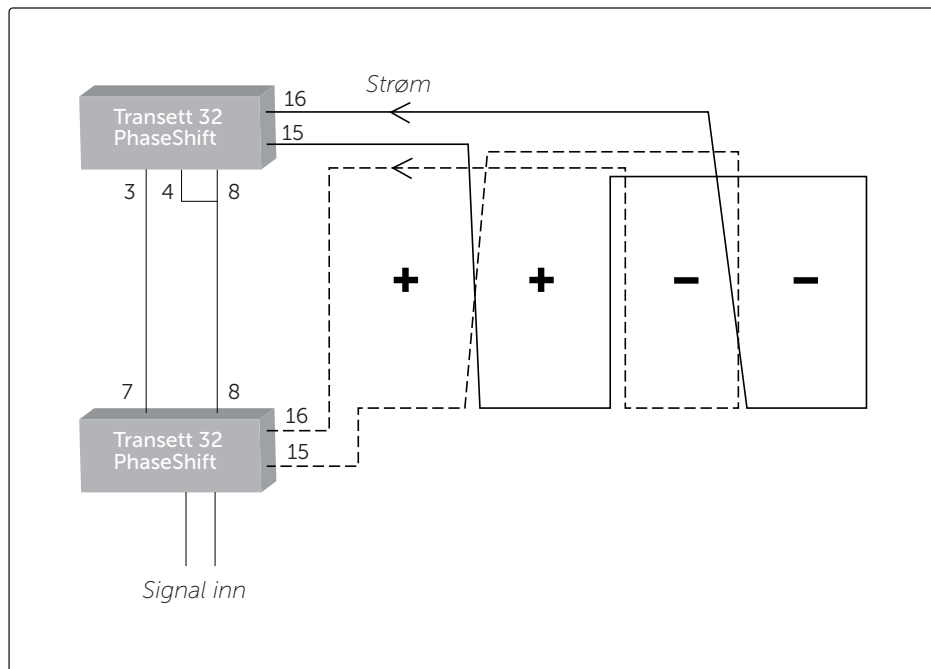 Strøm
16
Transett 32
PhaseShift
15
3
4
8
+
+
−
−
7
8
16
Transett 32
PhaseShift
15
Signal inn